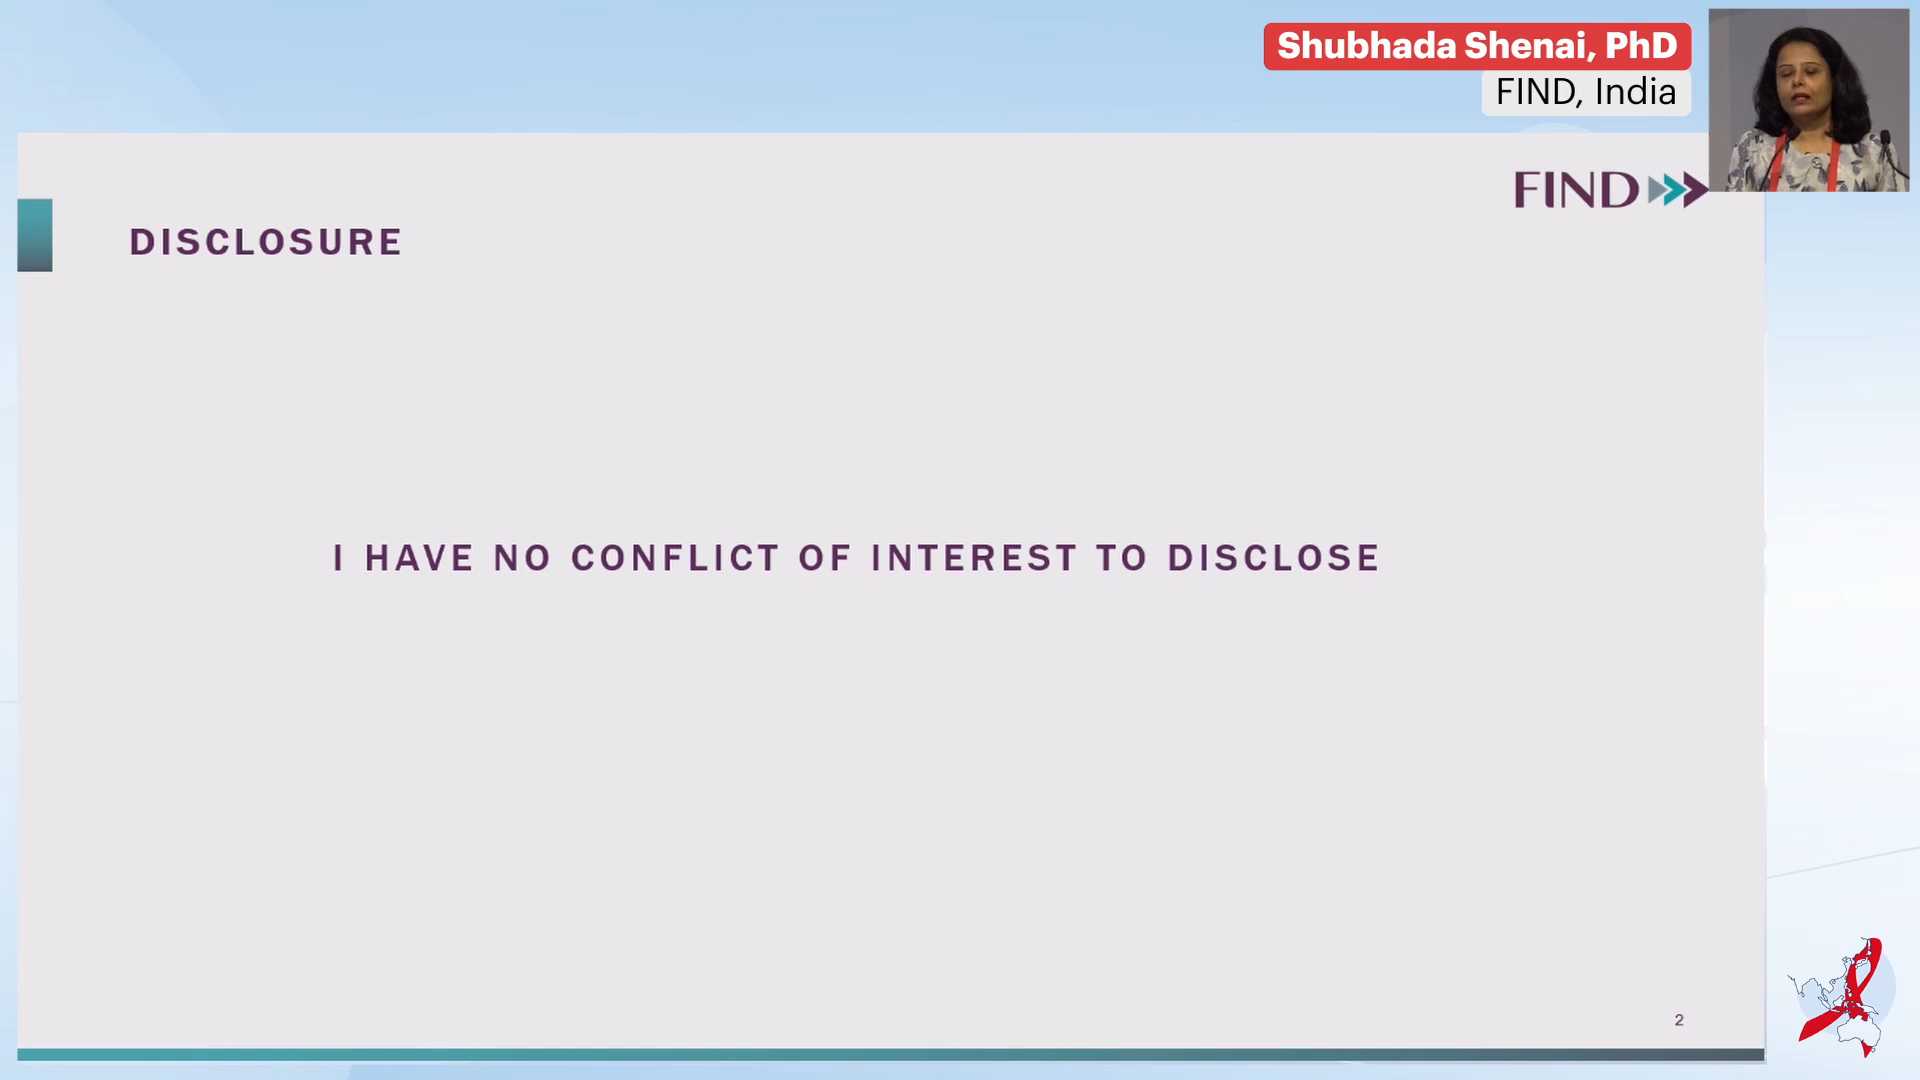 Shubhada Shenai, PhD
FIND, India
FIND
DISCLOSURE
I HAVE NO CONFLICT OF INTEREST TO DISCLOSE
2